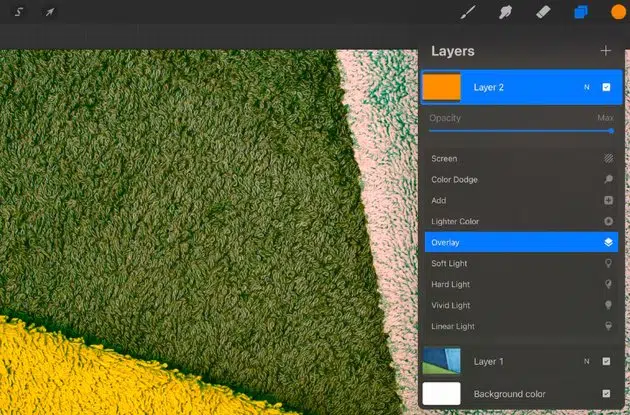 Layers
Layer 2
N
Opacity
Max
Screen
Color Dodge
Add
Lighter Color
Overlay
Soft Light
Hard Light
Vivid Light
Linear Light
Layer 1
N
Background color